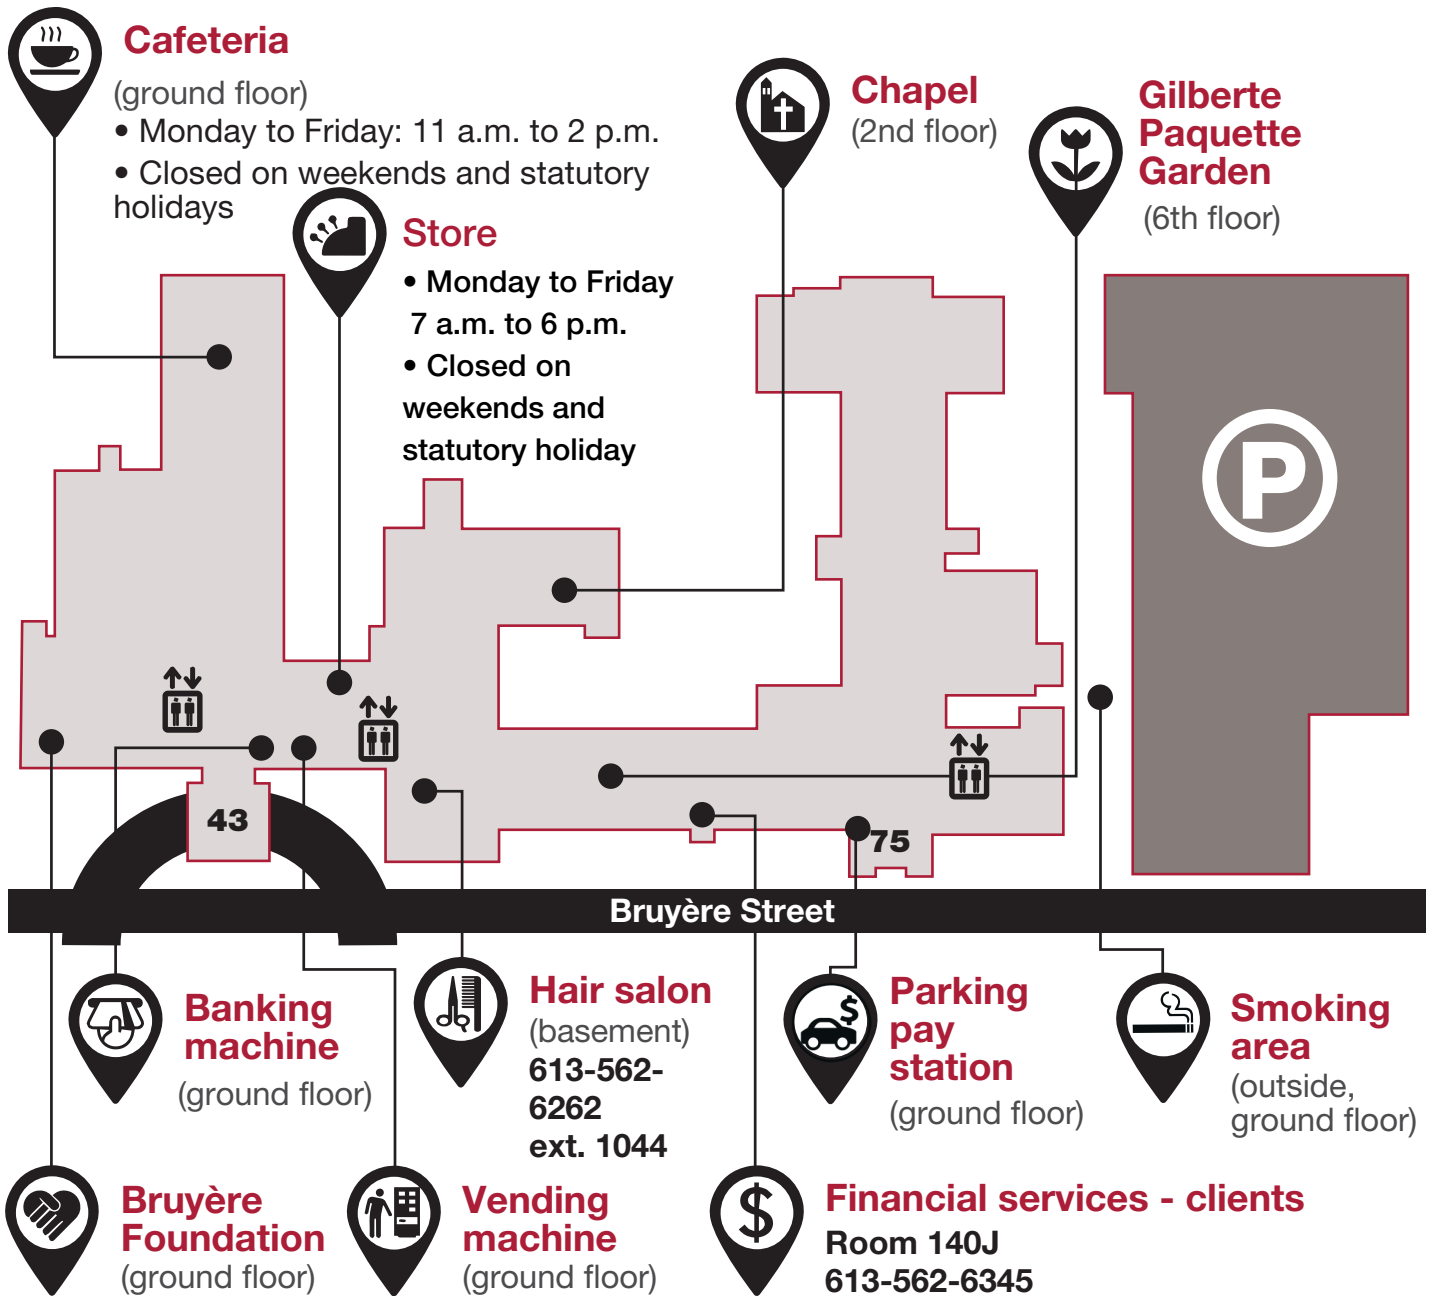 Cafeteria
(ground floor)
• Monday to Friday: 11 a.m. to 2 p.m.
• Closed on weekends and statutory
holidays
Store
• Monday to Friday
7 a.m. to 6 p.m.
• Closed on
weekends and
statutory holiday
Chapel
(2nd floor)
Gilberte
Paquette
Garden
(6th floor)
P
43
75
Bruyère Street
Banking
machine
(ground floor)
Hair salon
(basement)
613-562-
6262
ext. 1044
Parking
pay
station
(ground floor)
Smoking
area
(outside,
ground floor)
Bruyère
Foundation
(ground floor)
Vending
machine
(ground floor)
$
Financial services - clients
Room 140J
613-562-6345